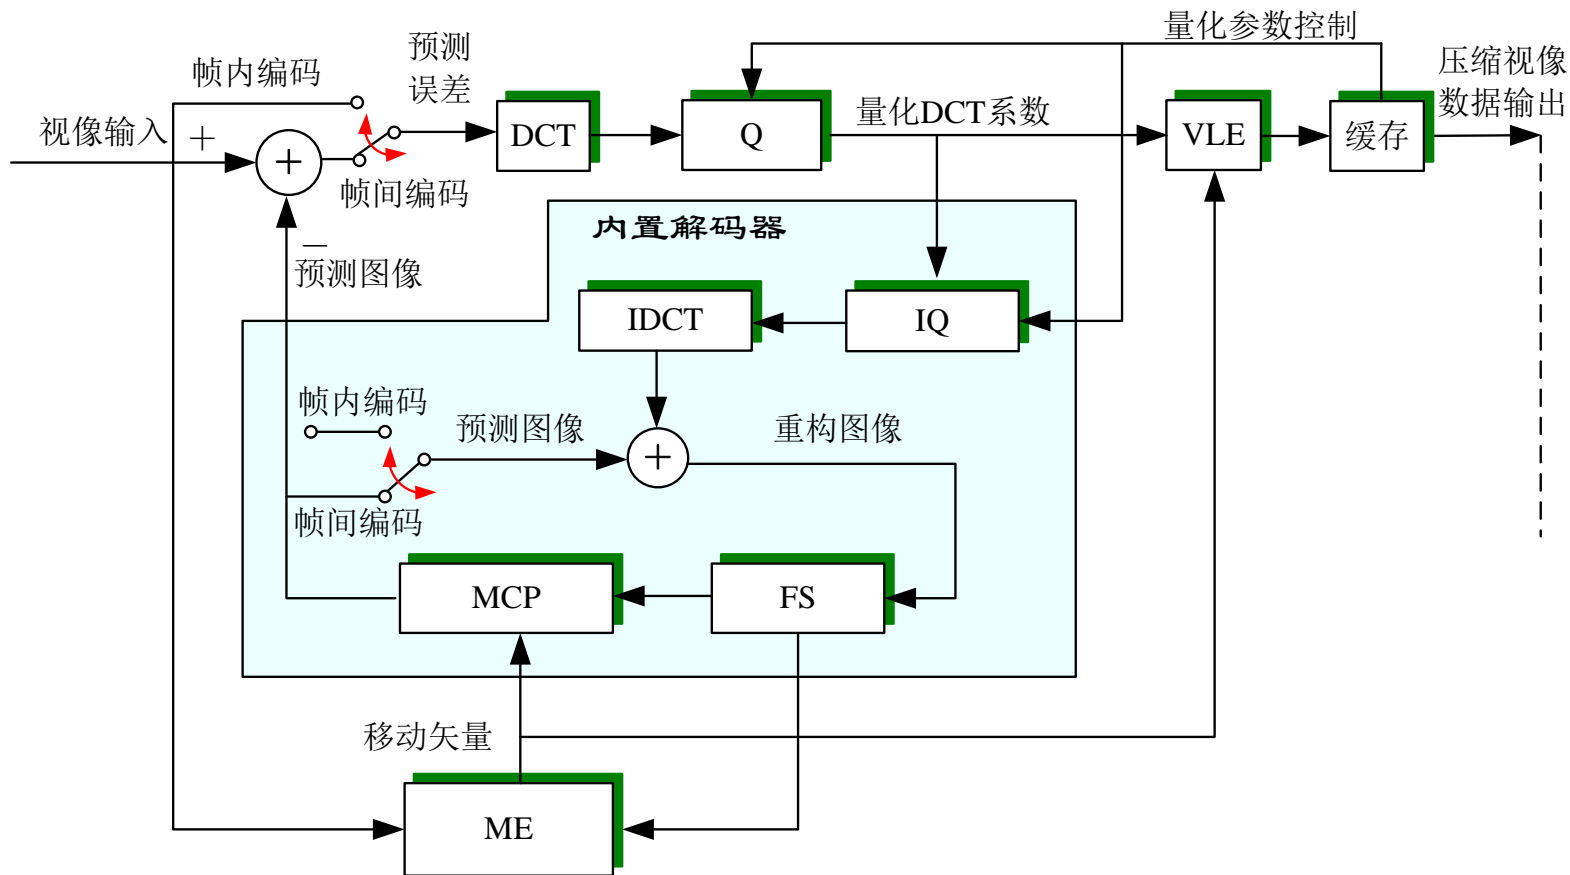 量化参数控制
预测
误差
帧内编码
压缩视像
数据输出
视像输入
+
+
DCT
Q
量化DCT系数
VLE
缓存
帧间编码
内置解码器
—
预测图像
IDCT
IQ
帧内编码
预测图像
+
重构图像
帧间编码
MCP
FS
移动矢量
ME